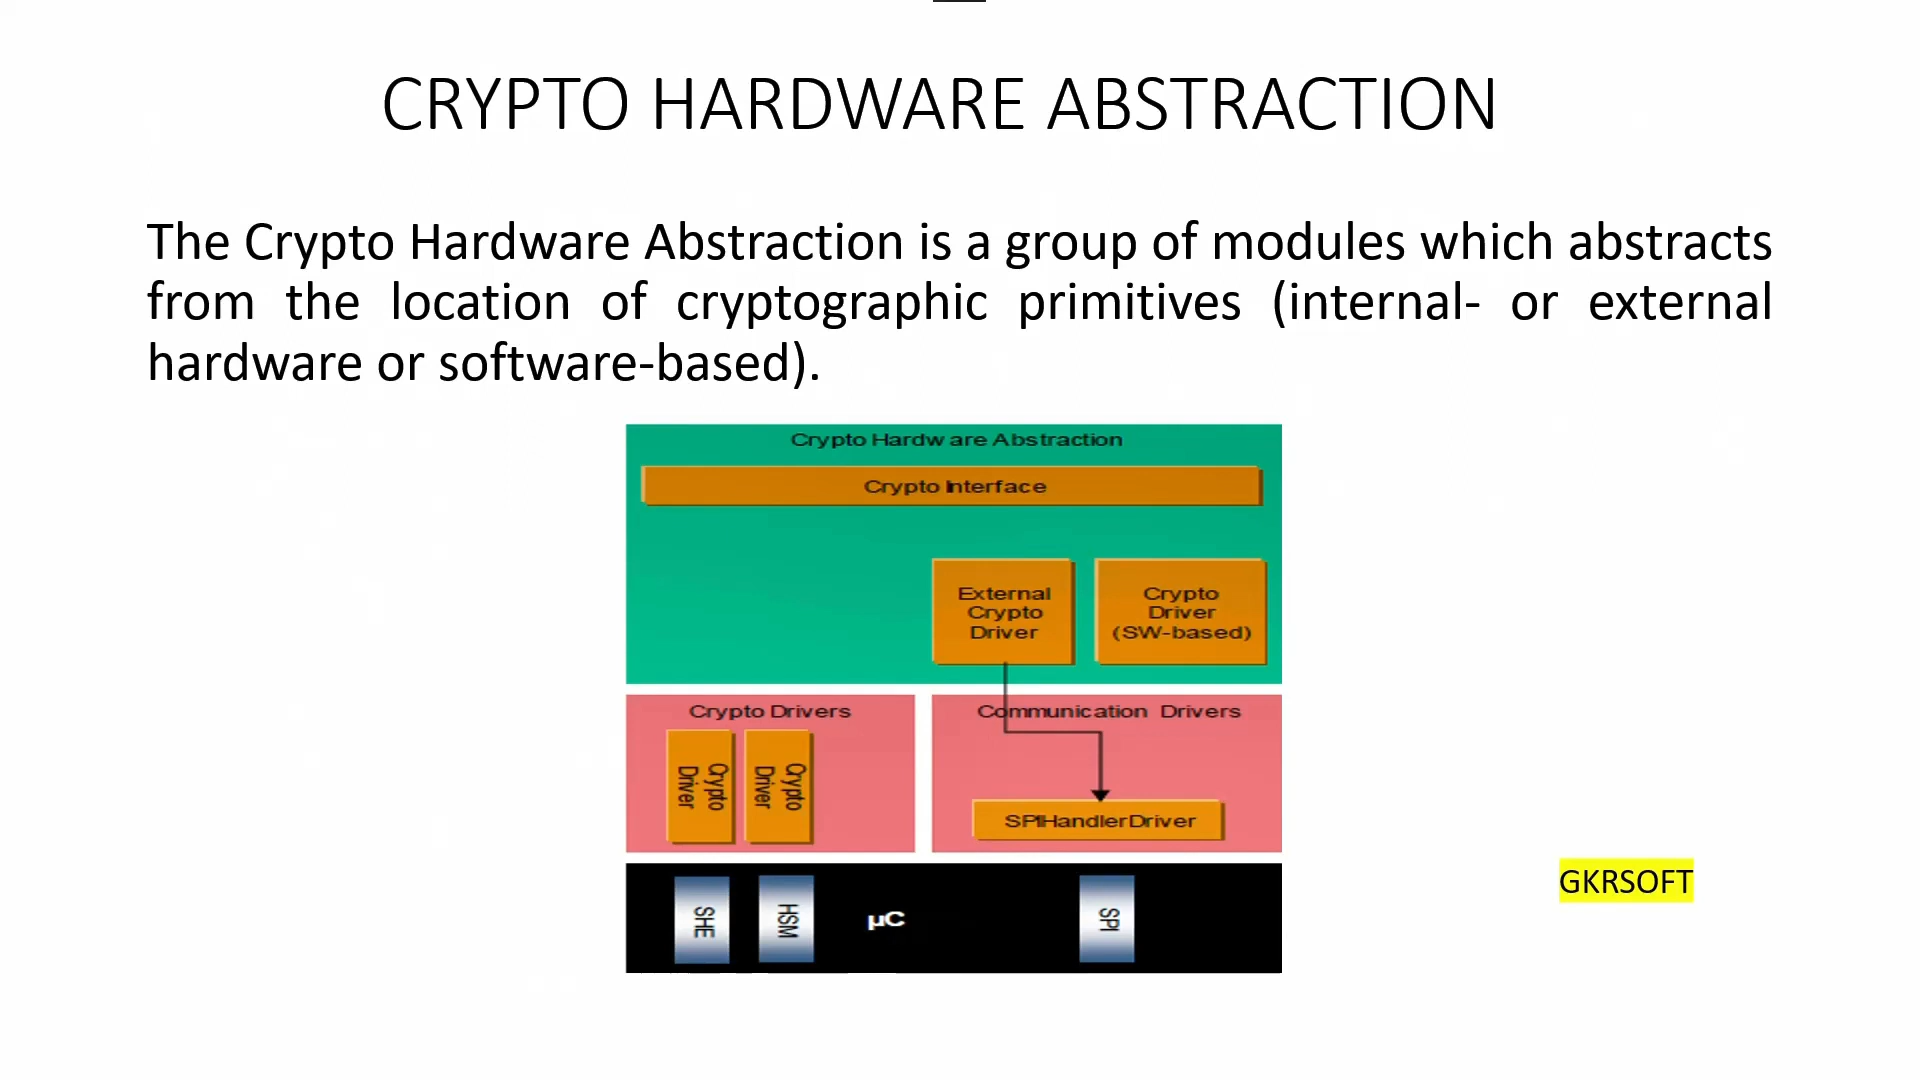 CRYPTO HARDWARE ABSTRACTION
The Crypto Hardware Abstraction is a group of modules which abstracts
from the location of cryptographic primitives (internal- or external
hardware or software-based).
Crypto Hardware Abstraction
Crypto Interface
External
Crypto
Driver
Crypto
Driver
(SW-based)
Crypto Drivers
Crypto
Driver
Crypto
Driver
Communication Drivers
SPIHandlerDriver
SHE
HSM
µC
SPI
GKRSOFT